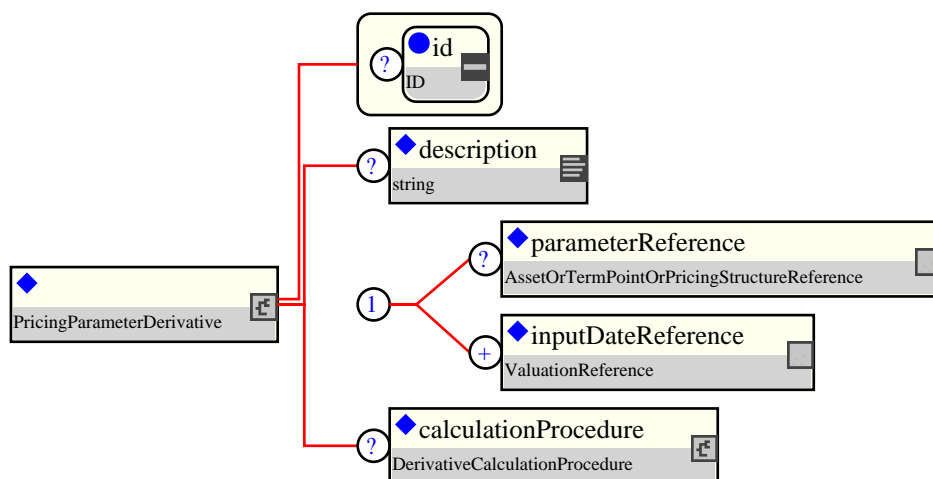 ? id
ID
? description
string
? parameterReference
AssetOrTermPointOrPricingStructureReference
PricingParameterDerivative
1
+ inputDateReference
ValuationReference
? calculationProcedure
DerivativeCalculationProcedure